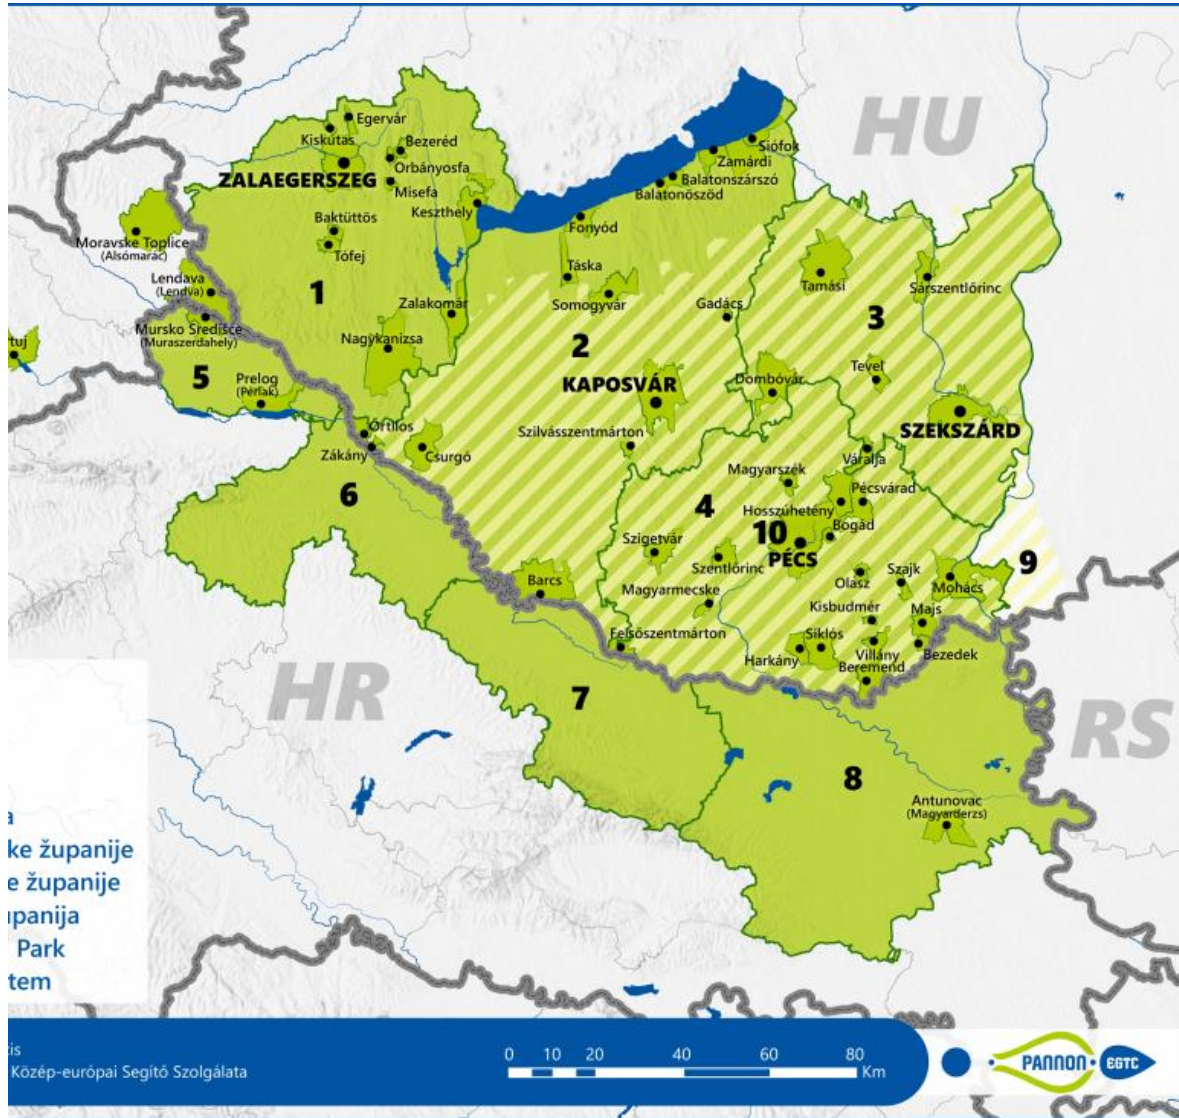 HU
Egervár
Kiskutas
Bezeréd
Orbányosfa
ZALAEGERSZEG
Misefa
Keszthely
Siófok
Zamárdi
Balatonszárszó
Balatonöszöd
Fonyód
Baktüttös
Tófej
Moravske Toplice
(Alsómarác)
Lendava
(Lendva)
1
Táska
Somogyvár
Zalakomár
Gadács
Tamási
Sárszentlőrinc
3
Mursko Središće
(Muraszerdahely)
Nagykanizsa
2
tuj
5
Prelog
(Perlak)
KAPOSVÁR
Dombóvár
Tevel
SZEKSZÁRD
Őrtilos
Zákány
Csurgó
Szilvásszentmárton
Váralja
6
Magyarszék
Pécsvárad
4
Hosszúhetény
10
Bogád
PÉCS
Szigetvár
Szentlőrinc
9
Barcs
Magyarmecske
Olasz
Szajk
Mohács
Kisbudmér
Majs
Felsőszentmárton
Harkány
Siklós
Villány
Beremend
Bezedek
HR
7
RS
8
Antunovac
(Magyarderzs)
a
ke županije
e županije
upanija
Park
tem
cis
Közép-európai Segítő Szolgálata
0 10 20 40 60 80
Km
PANNON EGTC